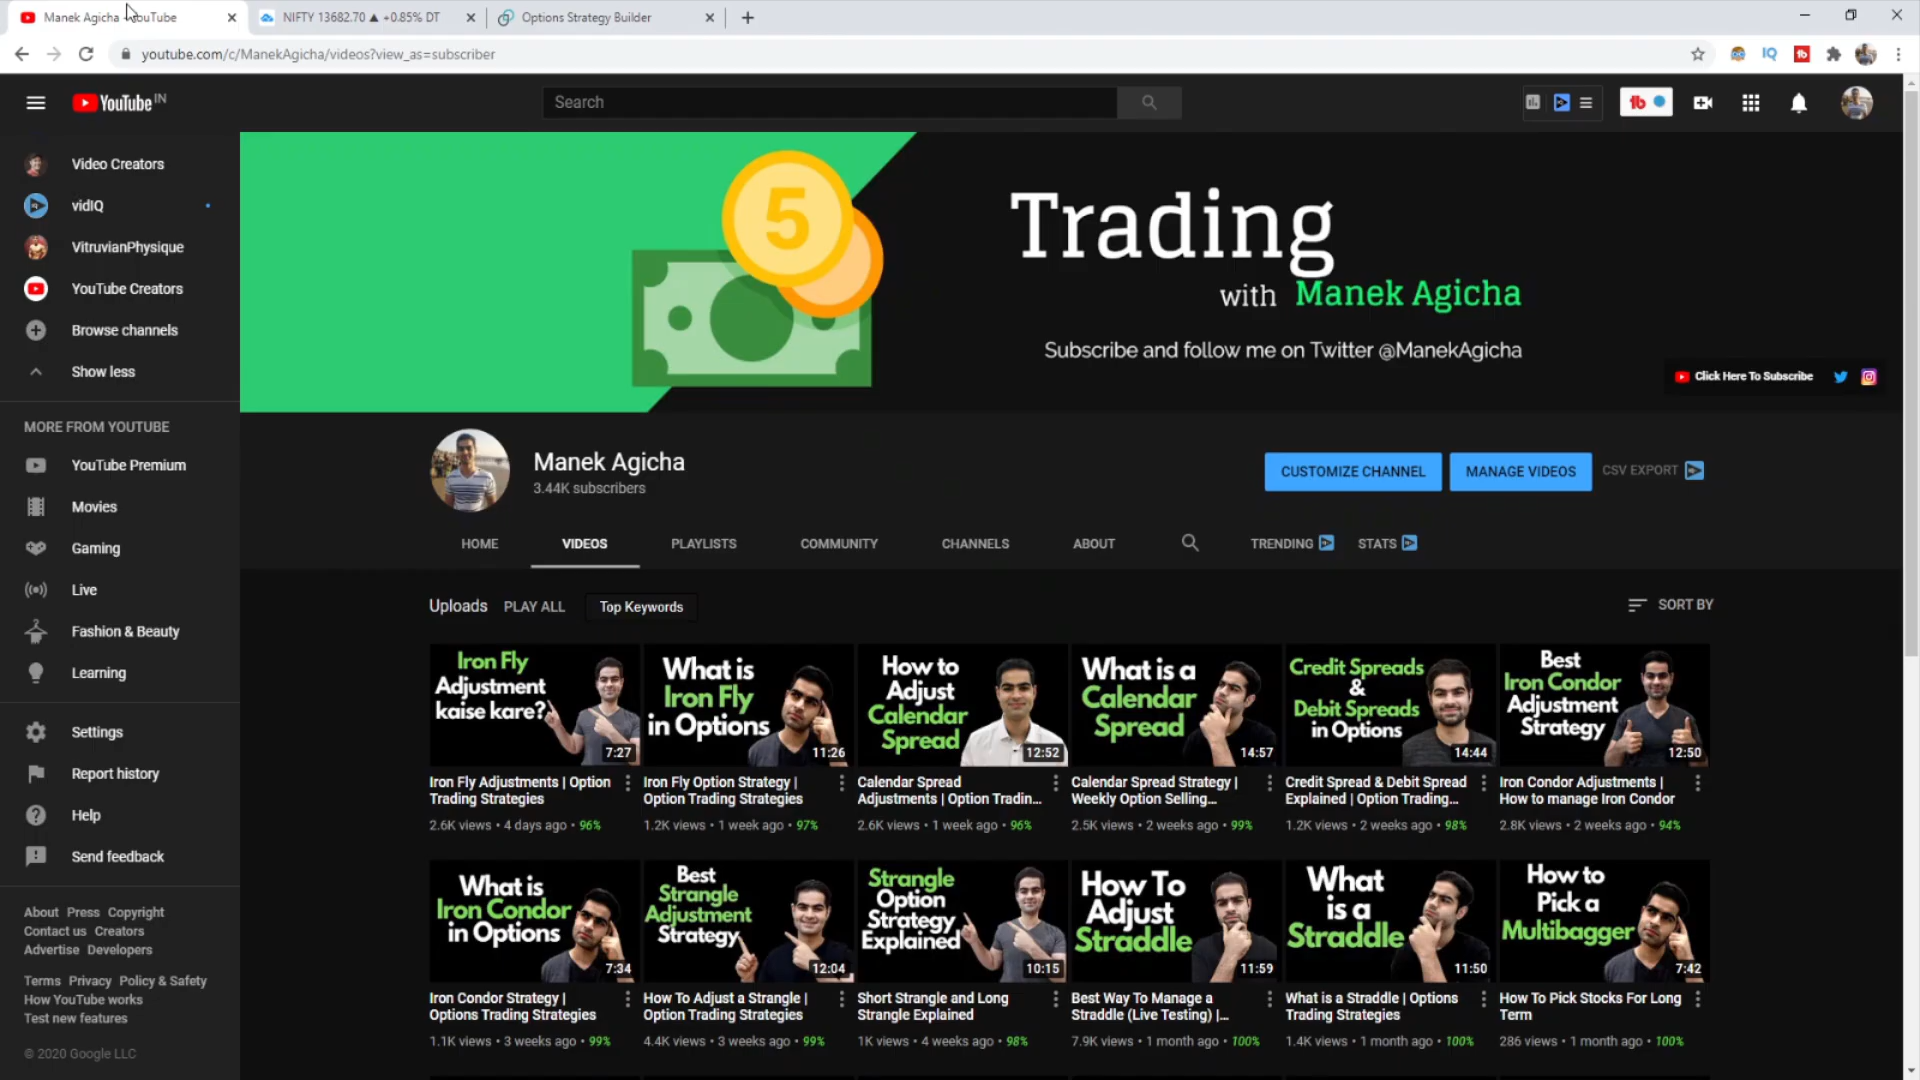 Manek Agicha - YouTube
NIFTY 13682.70 ▲ +0.85% DT
Options Strategy Builder
youtube.com/c/ManekAgicha/videos?view_as=subscriber
IQ
YouTube IN
Search
Video Creators
vidIQ
VitruvianPhysique
YouTube Creators
Browse channels
Show less
MORE FROM YOUTUBE
YouTube Premium
Movies
Gaming
Live
Fashion & Beauty
Learning
Settings
Report history
Help
Send feedback
About Press Copyright
Contact us Creators
Advertise Developers
Terms Privacy Policy & Safety
How YouTube works
Test new features
© 2020 Google LLC
5
Trading
with Manek Agicha
Subscribe and follow me on Twitter @ManekAgicha
Click Here To Subscribe
Manek Agicha
3.44K subscribers
CUSTOMIZE CHANNEL
MANAGE VIDEOS
CSV EXPORT
HOME
VIDEOS
PLAYLISTS
COMMUNITY
CHANNELS
ABOUT
TRENDING
STATS
Uploads
PLAY ALL
Top Keywords
SORT BY
Iron Fly
Adjustment
kaise kare?
7:27
Iron Fly Adjustments | Option
Trading Strategies
2.6K views • 4 days ago • 96%
What is
Iron Fly
in Options
11:26
Iron Fly Option Strategy |
Option Trading Strategies
1.2K views • 1 week ago • 97%
How to
Adjust
Calendar
Spread
12:52
Calendar Spread
Adjustments | Option Tradin...
2.6K views • 1 week ago • 96%
What is a
Calendar
Spread
14:57
Calendar Spread Strategy |
Weekly Option Selling...
2.5K views • 2 weeks ago • 99%
Credit Spreads
&
Debit Spreads
in Options
14:44
Credit Spread & Debit Spread
Explained | Option Trading...
1.2K views • 2 weeks ago • 98%
Best
Iron Condor
Adjustment
Strategy
12:50
Iron Condor Adjustments |
How to manage Iron Condor
2.8K views • 2 weeks ago • 94%
What is
Iron Condor
in Options
7:34
Iron Condor Strategy |
Options Trading Strategies
1.1K views • 3 weeks ago • 99%
Best
Strangle
Adjustment
Strategy
12:04
How To Adjust a Strangle |
Option Trading Strategies
4.4K views • 3 weeks ago • 99%
Strangle
Option
Strategy
Explained
10:15
Short Strangle and Long
Strangle Explained
1K views • 4 weeks ago • 98%
How To
Adjust
Straddle
11:59
Best Way To Manage a
Straddle (Live Testing) |...
7.9K views • 1 month ago • 100%
What
is a
Straddle
11:50
What is a Straddle | Options
Trading Strategies
1.4K views • 1 month ago • 100%
How to
Pick a
Multibagger
7:42
How To Pick Stocks For Long
Term
286 views • 1 month ago • 100%